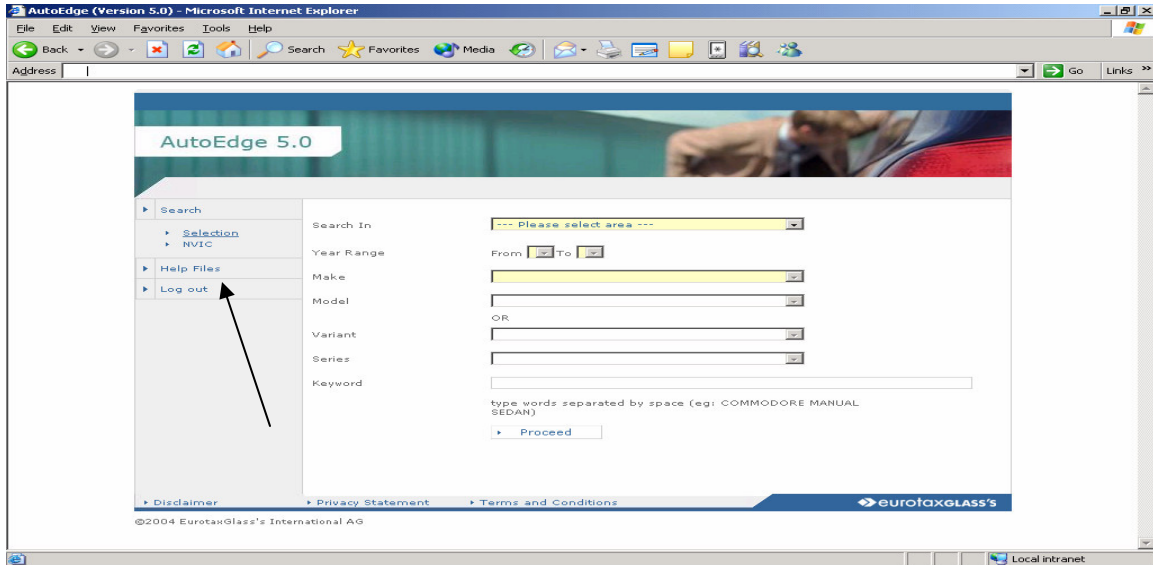 AutoEdge (Version 5.0) - Microsoft Internet Explorer
File Edit View Favorites Tools Help
Back Search Favorites Media
Address Go Links »
AutoEdge 5.0
Search
Selection
NVIC
Help Files
Log out
Search In --- Please select area ---
Year Range From To
Make
Model
OR
Variant
Series
Keyword
type words separated by space (eg: COMMODORE MANUAL
SEDAN)
Proceed
Disclaimer Privacy Statement Terms and Conditions eurotaxGLASS'S
©2004 EurotaxGlass's International AG
Local intranet